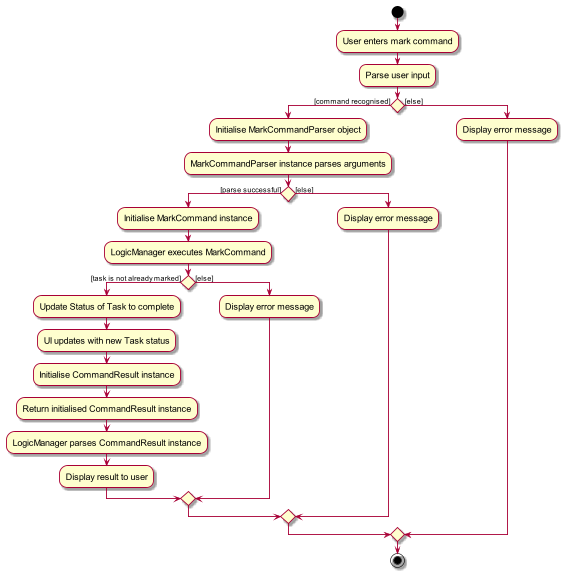 User enters mark command
Parse user input
[command recognised]
[else]
Initialise MarkCommandParser object
Display error message
MarkCommandParser instance parses arguments
[parse successful]
[else]
Initialise MarkCommand instance
Display error message
LogicManager executes MarkCommand
[task is not already marked]
[else]
Update Status of Task to complete
Display error message
UI updates with new Task status
Initialise CommandResult instance
Return initialised CommandResult instance
LogicManager parses CommandResult instance
Display result to user